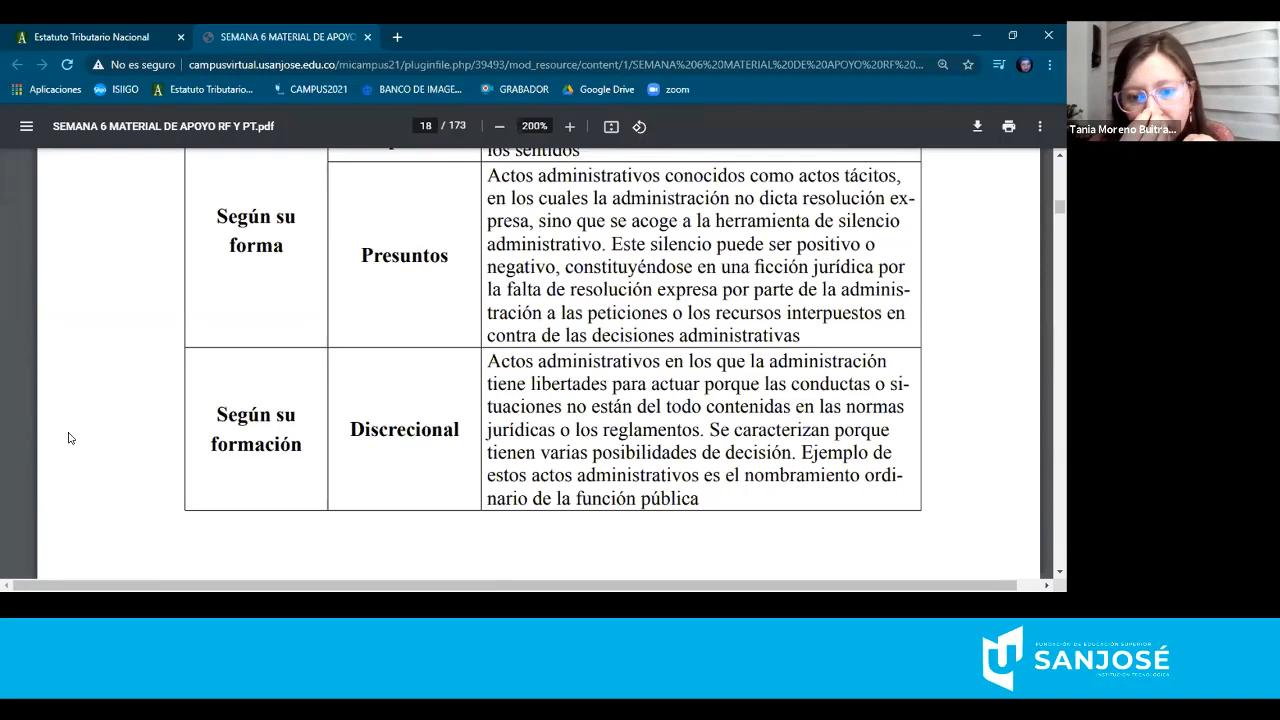 Estatuto Tributario Nacional
SEMANA 6 MATERIAL DE APOYO
No es seguro
campusvirtual.usanjose.edu.co/micampus21/pluginfile.php/39493/mod_resource/content/1/SEMANA%206%20MATERIAL%20DE%20APOYO%20RF%20...
Aplicaciones
ISIIGO
Estatuto Tributario...
CAMPUS2021
BANCO DE IMAGE...
GRABADOR
Google Drive
zoom
Tania Moreno Buitra...
SEMANA 6 MATERIAL DE APOYO RF Y PT.pdf
18 / 173
200%
los sentidos
Según su
forma
Presuntos
Actos administrativos conocidos como actos tácitos,
en los cuales la administración no dicta resolución ex-
presa, sino que se acoge a la herramienta de silencio
administrativo. Este silencio puede ser positivo o
negativo, constituyéndose en una ficción jurídica por
la falta de resolución expresa por parte de la adminis-
tración a las peticiones o los recursos interpuestos en
contra de las decisiones administrativas
Según su
formación
Discrecional
Actos administrativos en los que la administración
tiene libertades para actuar porque las conductas o si-
tuaciones no están del todo contenidas en las normas
jurídicas o los reglamentos. Se caracterizan porque
tienen varias posibilidades de decisión. Ejemplo de
estos actos administrativos es el nombramiento ordi-
nario de la función pública
FUNDACIÓN DE EDUCACIÓN SUPERIOR
SANJOSÉ
INSTITUCIÓN TECNOLÓGICA